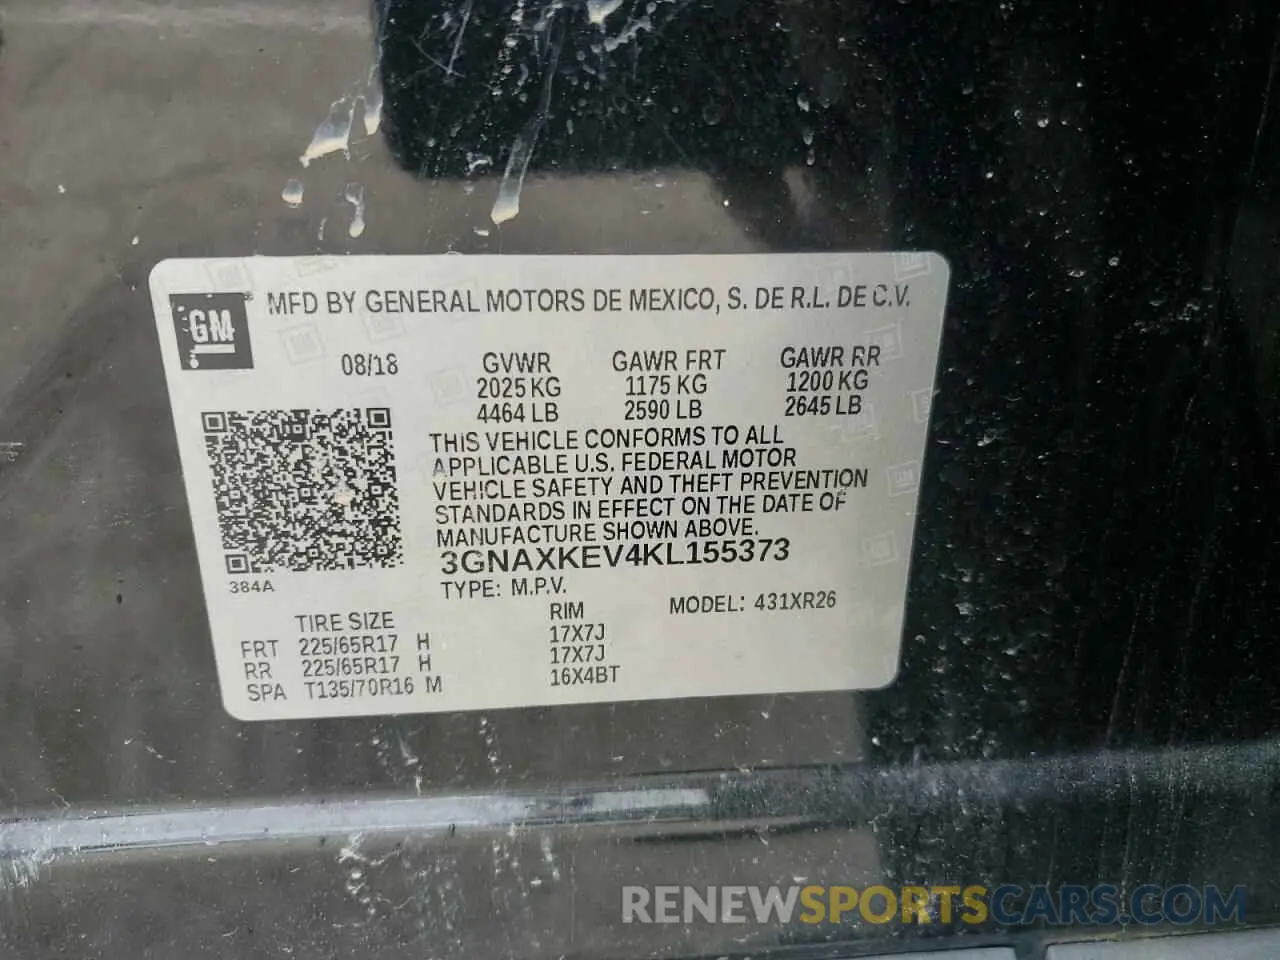 GM
MFD BY GENERAL MOTORS DE MEXICO, S. DE R.L. DE C.V.
08/18 GVWR GAWR FRT GAWR RR
2025 KG 1175 KG 1200 KG
4464 LB 2590 LB 2645 LB
THIS VEHICLE CONFORMS TO ALL
APPLICABLE U.S. FEDERAL MOTOR
VEHICLE SAFETY AND THEFT PREVENTION
STANDARDS IN EFFECT ON THE DATE OF
MANUFACTURE SHOWN ABOVE.
3GNAXKEV4KL155373
384A
TYPE: M.P.V.
TIRE SIZE RIM MODEL: 431XR26
FRT 225/65R17 H 17X7J
RR 225/65R17 H 17X7J
SPA T135/70R16 M 16X4BT
RENEWSPORTSCARS.COM